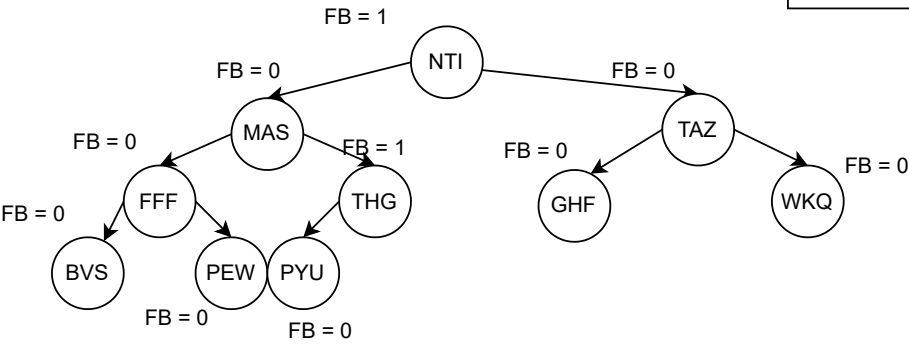 FB = 1
NTI
FB = 0
FB = 0
MAS
TAZ
FB = 0
FB = 1
FB = 0
FB = 0
FFF
THG
GHF
WKQ
FB = 0
BVS
PEW
PYU
FB = 0
FB = 0